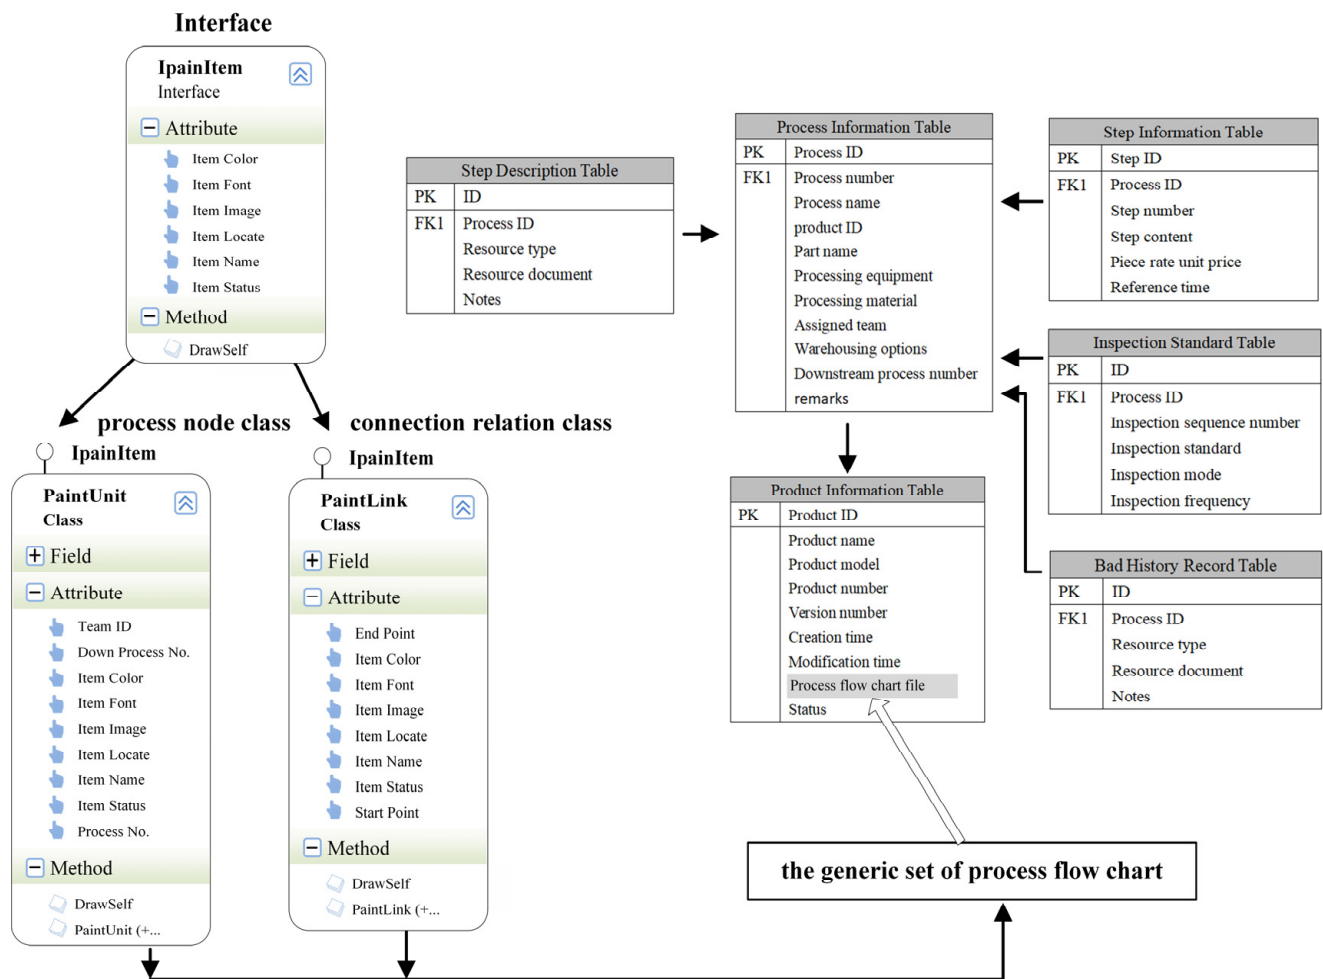 Interface
IpainItem
Interface
Attribute
Item Color
Item Font
Item Image
Item Locate
Item Name
Item Status
Method
DrawSelf
process node class
connection relation class
IpainItem
PaintUnit
Class
Field
Attribute
Team ID
Down Process No.
Item Color
Item Font
Item Image
Item Locate
Item Name
Item Status
Process No.
Method
DrawSelf
PaintUnit (+...
IpainItem
PaintLink
Class
Field
Attribute
End Point
Item Color
Item Font
Item Image
Item Locate
Item Name
Item Status
Start Point
Method
DrawSelf
PaintLink (+...
Step Description Table
PK ID
FK1 Process ID
Resource type
Resource document
Notes
Process Information Table
PK Process ID
FK1 Process number
Process name
product ID
Part name
Processing equipment
Processing material
Assigned team
Warehousing options
Downstream process number
remarks
Product Information Table
PK Product ID
Product name
Product model
Product number
Version number
Creation time
Modification time
Process flow chart file
Status
Step Information Table
PK Step ID
FK1 Process ID
Step number
Step content
Piece rate unit price
Reference time
Inspection Standard Table
PK ID
FK1 Process ID
Inspection sequence number
Inspection standard
Inspection mode
Inspection frequency
Bad History Record Table
PK ID
FK1 Process ID
Resource type
Resource document
Notes
the generic set of process flow chart